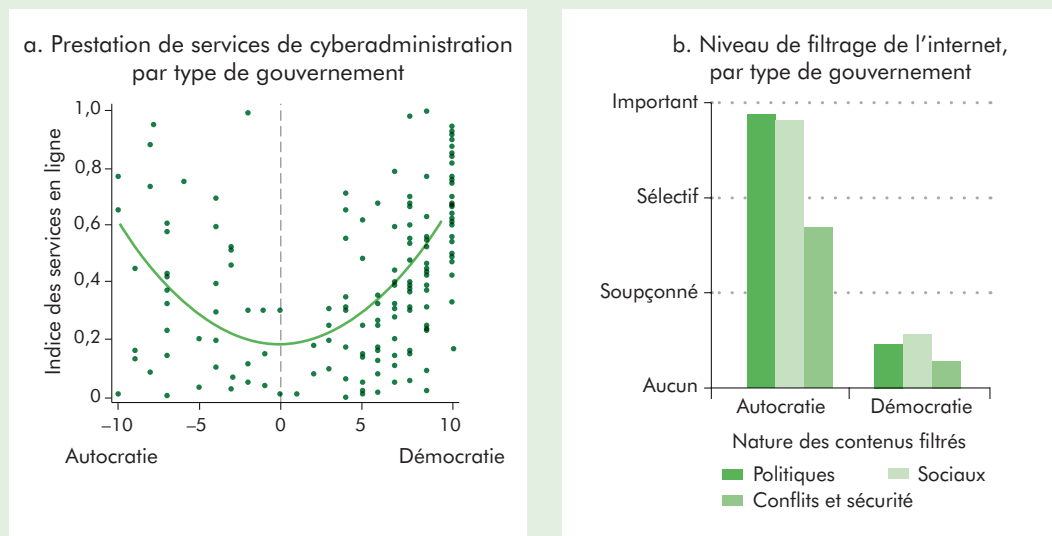 a. Prestation de services de cyberadministration
par type de gouvernement
Indice des services en ligne
1,0
0,8
0,6
0,4
0,2
0
–10
–5
0
5
10
Autocratie
Démocratie
b. Niveau de filtrage de l’internet,
par type de gouvernement
Important
Sélectif
Soupçonné
Aucun
Autocratie
Démocratie
Nature des contenus filtrés
Politiques
Sociaux
Conflits et sécurité